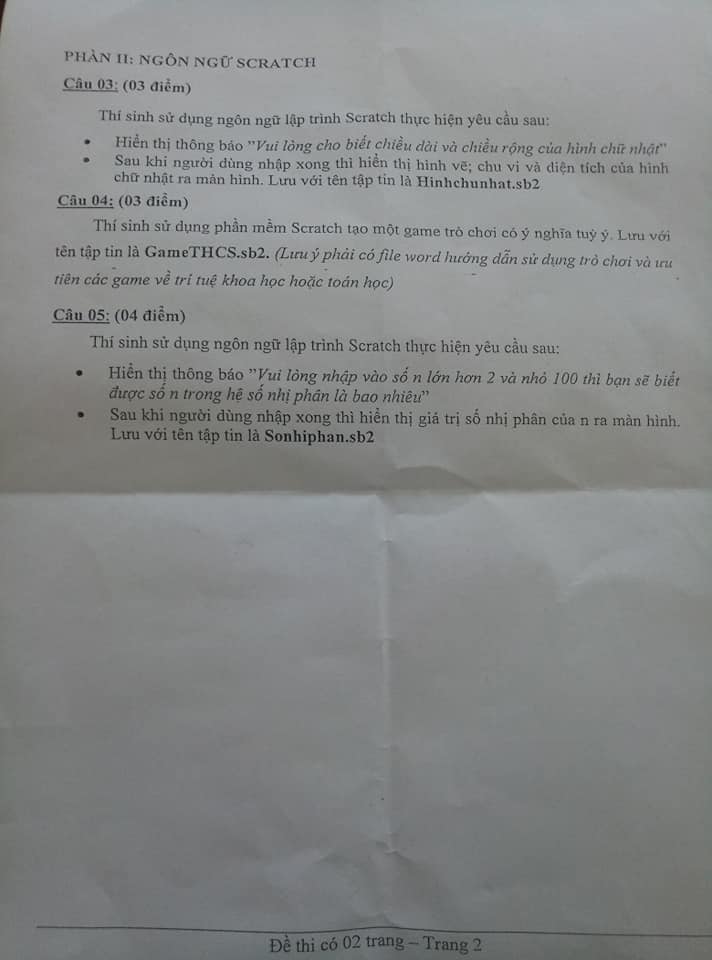 PHẦN II: NGÔN NGỮ SCRATCH
Câu 03: (03 điểm)
Thí sinh sử dụng ngôn ngữ lập trình Scratch thực hiện yêu cầu sau:
• Hiển thị thông báo "Vui lòng cho biết chiều dài và chiều rộng của hình chữ nhật"
• Sau khi người dùng nhập xong thì hiển thị hình vẽ; chu vi và diện tích của hình
chữ nhật ra màn hình. Lưu với tên tập tin là Hinhchunhat.sb2
Câu 04: (03 điểm)
Thí sinh sử dụng phần mềm Scratch tạo một game trò chơi có ý nghĩa tuỳ ý. Lưu với
tên tập tin là GameTHCS.sb2. (Lưu ý phải có file word hướng dẫn sử dụng trò chơi và ưu
tiên các game về trí tuệ khoa học hoặc toán học)
Câu 05: (04 điểm)
Thí sinh sử dụng ngôn ngữ lập trình Scratch thực hiện yêu cầu sau:
• Hiển thị thông báo "Vui lòng nhập vào số n lớn hơn 2 và nhỏ 100 thì bạn sẽ biết
được số n trong hệ số nhị phân là bao nhiêu"
• Sau khi người dùng nhập xong thì hiển thị giá trị số nhị phân của n ra màn hình.
Lưu với tên tập tin là Sonhiphan.sb2
Đề thi có 02 trang – Trang 2